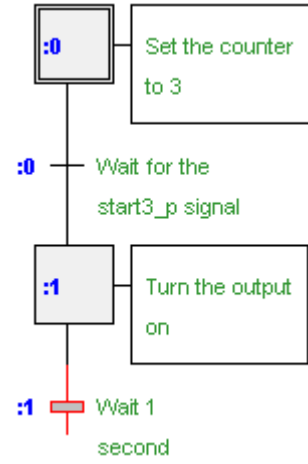 :0
Set the counter
to 3
:0
Wait for the
start3_p signal
:1
Turn the output
on
:1
Wait 1
second